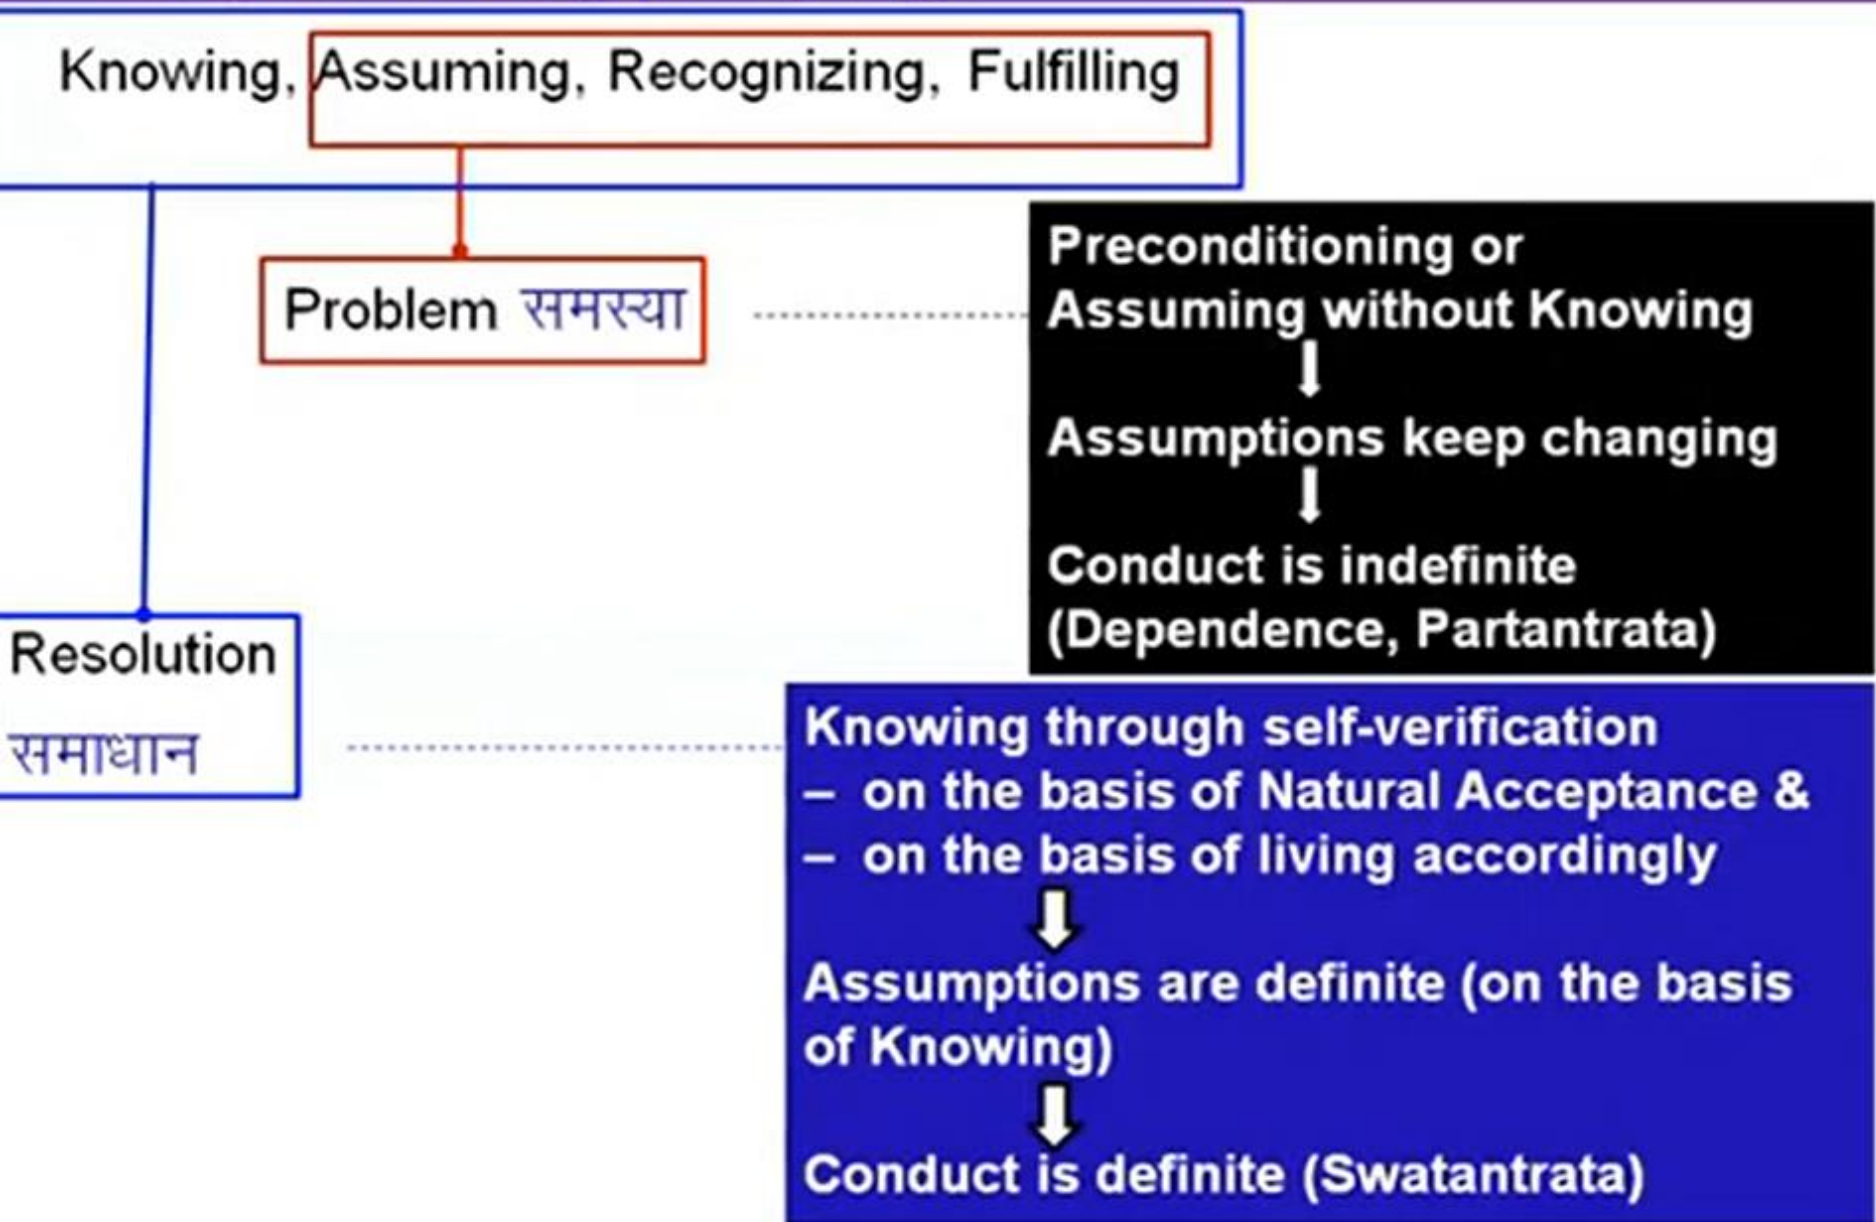 Knowing, Assuming, Recognizing, Fulfilling
Problem समस्या
Preconditioning or
Assuming without Knowing
Assumptions keep changing
Conduct is indefinite
(Dependence, Partantrata)
Resolution
समाधान
Knowing through self-verification
– on the basis of Natural Acceptance &
– on the basis of living accordingly
Assumptions are definite (on the basis
of Knowing)
Conduct is definite (Swatantrata)